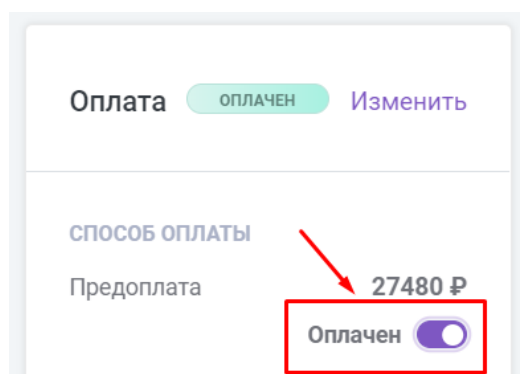 Оплата ОПЛАЧЕН Изменить
СПОСОБ ОПЛАТЫ
Предоплата 27480 ₽
Оплачен